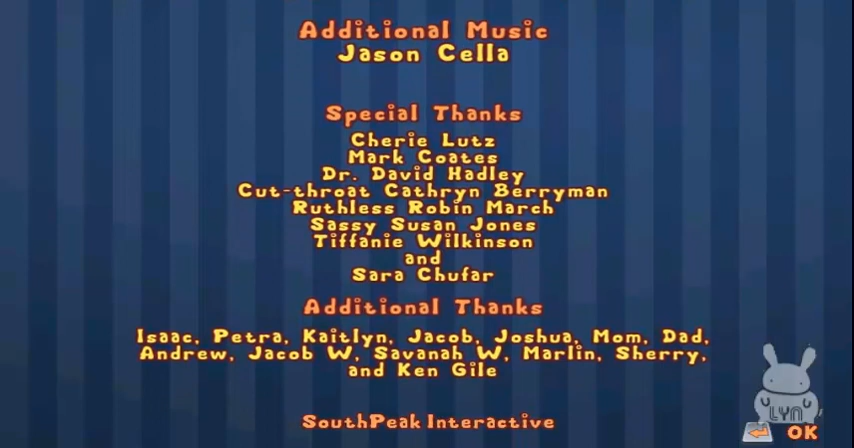 Additional Music
Jason Cella
Special Thanks
Cherie Lutz
Mark Coates
Dr. David Hadley
Cut-throat Cathryn Berryman
Ruthless Robin March
Sassy Susan Jones
Tiffanie Wilkinson
and
Sara Chufar
Additional Thanks
Isaac, Petra, Kaitlyn, Jacob, Joshua, Mom, Dad,
Andrew, Jacob W, Savanah W, Marlin, Sherry,
and Ken Gile
SouthPeak Interactive
LYN
OK